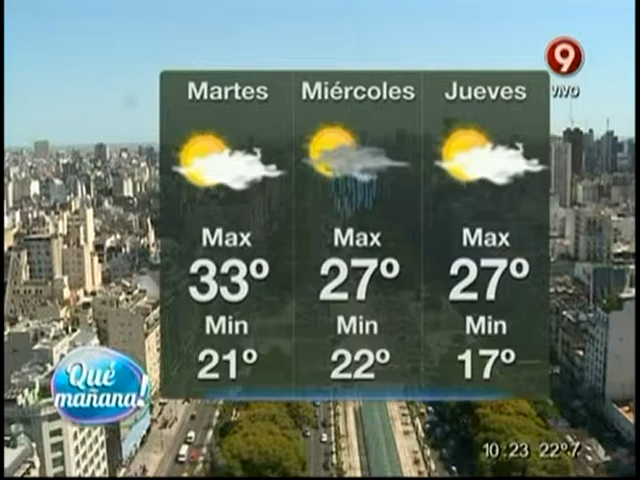 9
VIVO
Martes Miércoles Jueves
Max Max Max
33º 27º 27º
Min Min Min
21º 22º 17º
Qué
mañana!
10:23 22º7